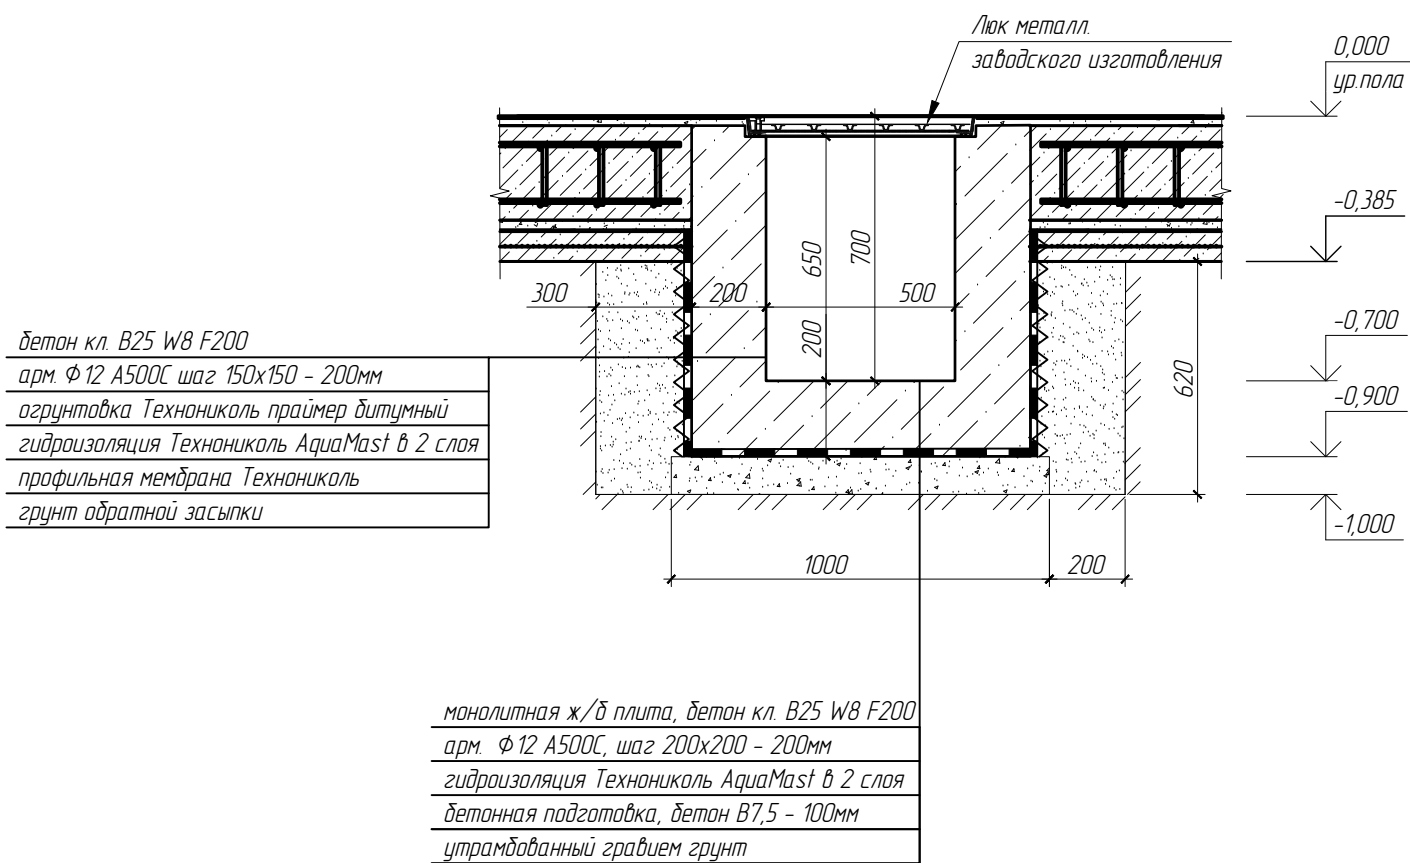 Люк металл.
заводского изготовления
0,000
ур.пола
-0,385
-0,700
-0,900
-1,000
650
700
200
300
200
500
620
1000
200
бетон кл. В25 W8 F200
арм. Ф12 А500С шаг 150х150 - 200мм
огрунтовка Технониколь праймер битумный
гидроизоляция Технониколь AquaMast в 2 слоя
профильная мембрана Технониколь
грунт обратной засыпки
монолитная ж/б плита, бетон кл. В25 W8 F200
арм. Ф12 А500С, шаг 200х200 - 200мм
гидроизоляция Технониколь AquaMast в 2 слоя
бетонная подготовка, бетон В7,5 - 100мм
утрамбованный гравием грунт